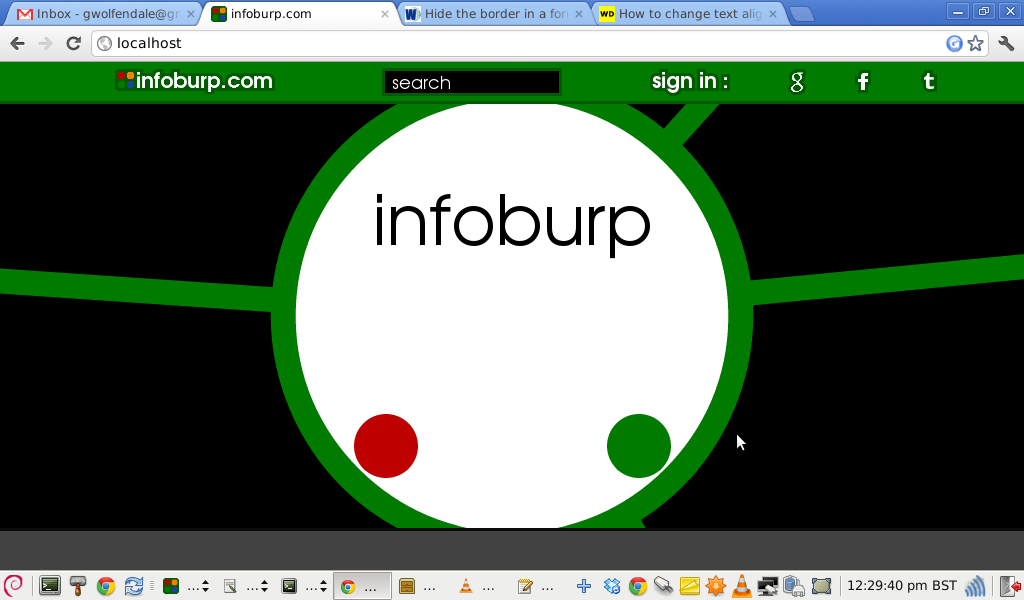 Inbox - gwolfendale@gr
infoburp.com
Hide the border in a for
How to change text alig
localhost
infoburp.com
search
sign in :
g
f
t
infoburp
...
...
...
...
...
...
...
12:29:40 pm BST